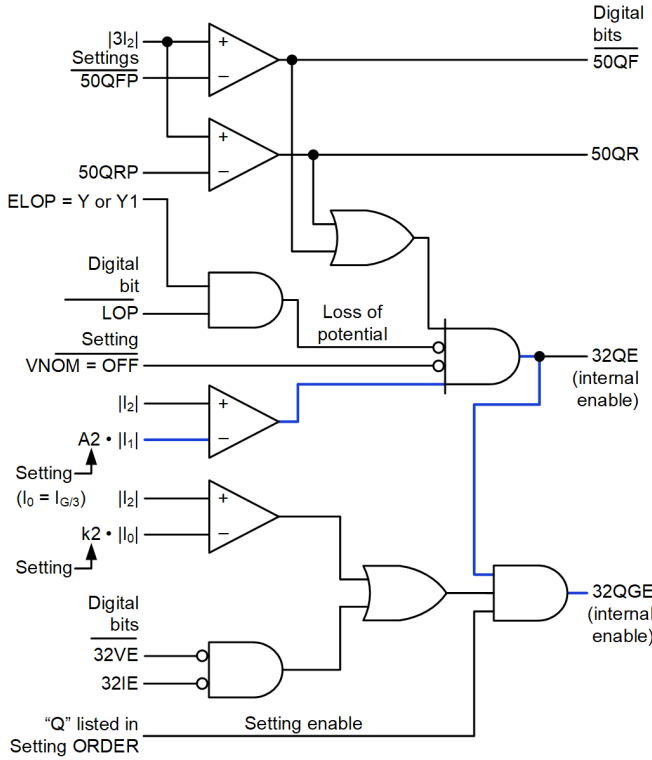 Digital
bits
|3I₂|
Settings
50QFP
50QF
+
−
+
−
50QRP
50QR
ELOP = Y or Y1
Digital
bit
LOP
Loss of
potential
Setting
VNOM = OFF
32QE
(internal
enable)
|I₂|
+
A2 • |I₁|
−
Setting
(I₀ = I_G/3)
|I₂|
+
k2 • |I₀|
−
Setting
32QGE
(internal
enable)
Digital
bits
32VE
32IE
“Q” listed in
Setting ORDER
Setting enable